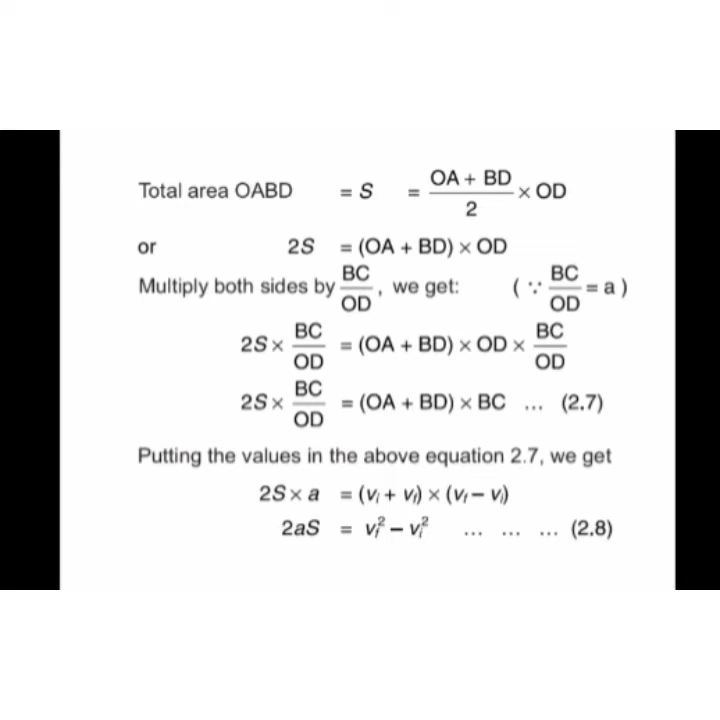 Total area OABD = S = (OA + BD)/2 × OD
or 2S = (OA + BD) × OD
Multiply both sides by BC/OD, we get: ( ∵ BC/OD = a )
2S × BC/OD = (OA + BD) × OD × BC/OD
2S × BC/OD = (OA + BD) × BC ... (2.7)
Putting the values in the above equation 2.7, we get
2S × a = (vᵢ + v_f) × (v_f – vᵢ)
2aS = v_f² – vᵢ² ... ... ... (2.8)